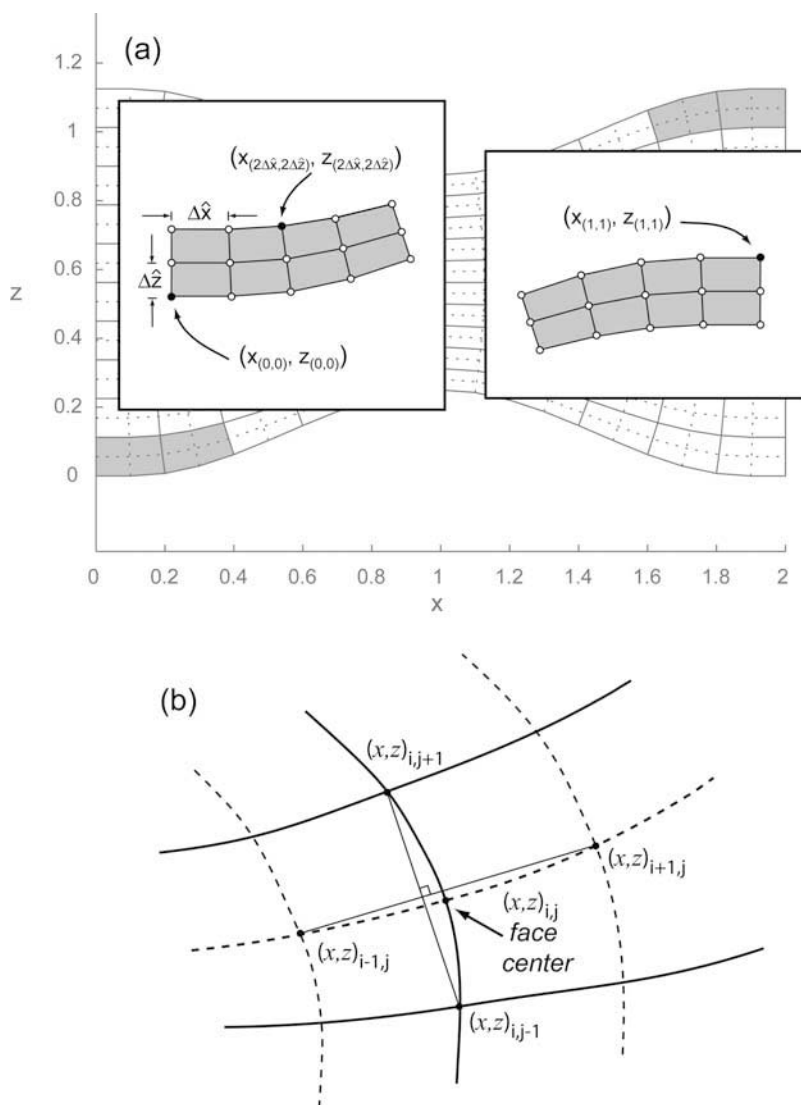 (a)
1.2
1
0.8
0.6
0.4
0.2
0
z
(x(2Δx̂,2Δẑ), z(2Δx̂,2Δẑ))
Δx̂
Δẑ
(x(0,0), z(0,0))
(x(1,1), z(1,1))
0 0.2 0.4 0.6 0.8 1 1.2 1.4 1.6 1.8 2
x
(b)
(x,z)i,j+1
(x,z)i+1,j
(x,z)i,j
face
center
(x,z)i-1,j
(x,z)i,j-1